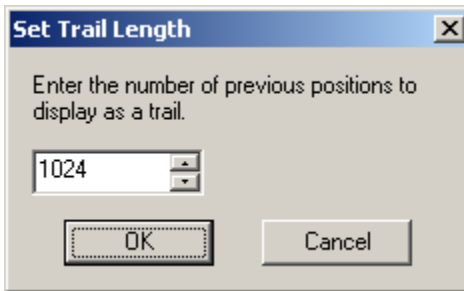 Set Trail Length
Enter the number of previous positions to
display as a trail.
1024
OK
Cancel